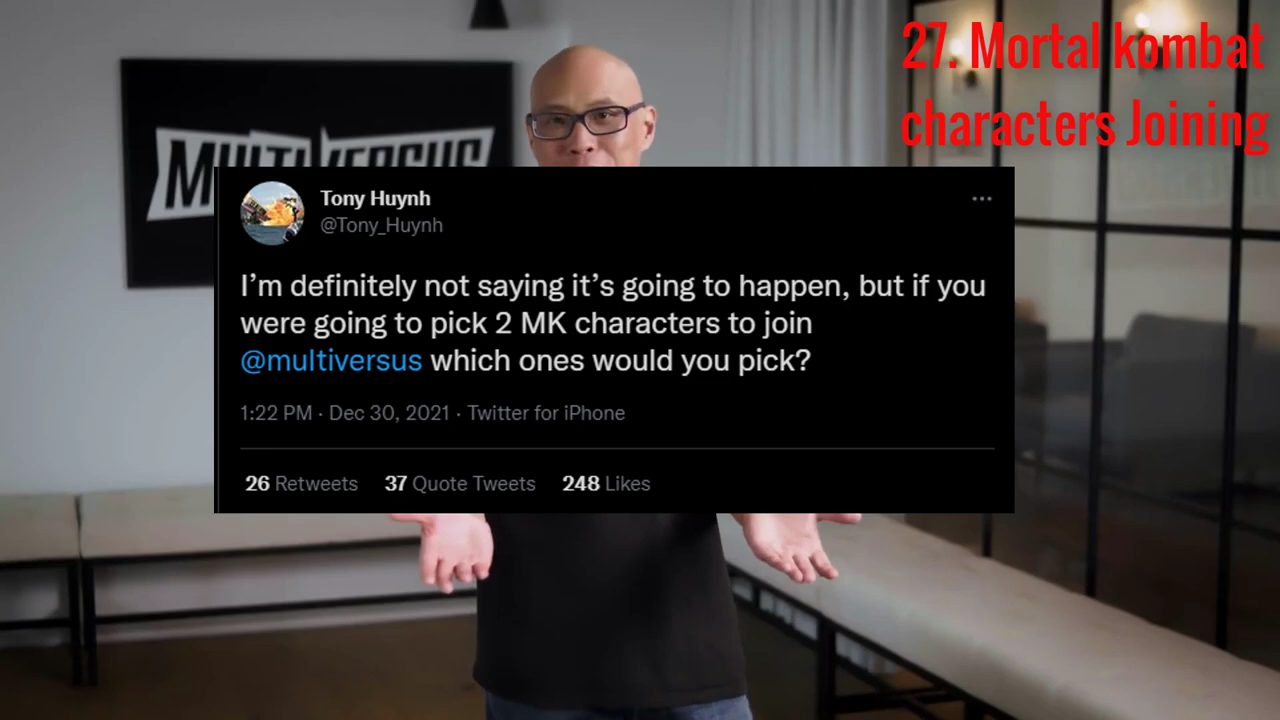 27. Mortal kombat
characters Joining
MULTIVERSUS
Tony Huynh
@Tony_Huynh
I’m definitely not saying it’s going to happen, but if you
were going to pick 2 MK characters to join
@multiversus which ones would you pick?
1:22 PM · Dec 30, 2021 · Twitter for iPhone
26 Retweets 37 Quote Tweets 248 Likes